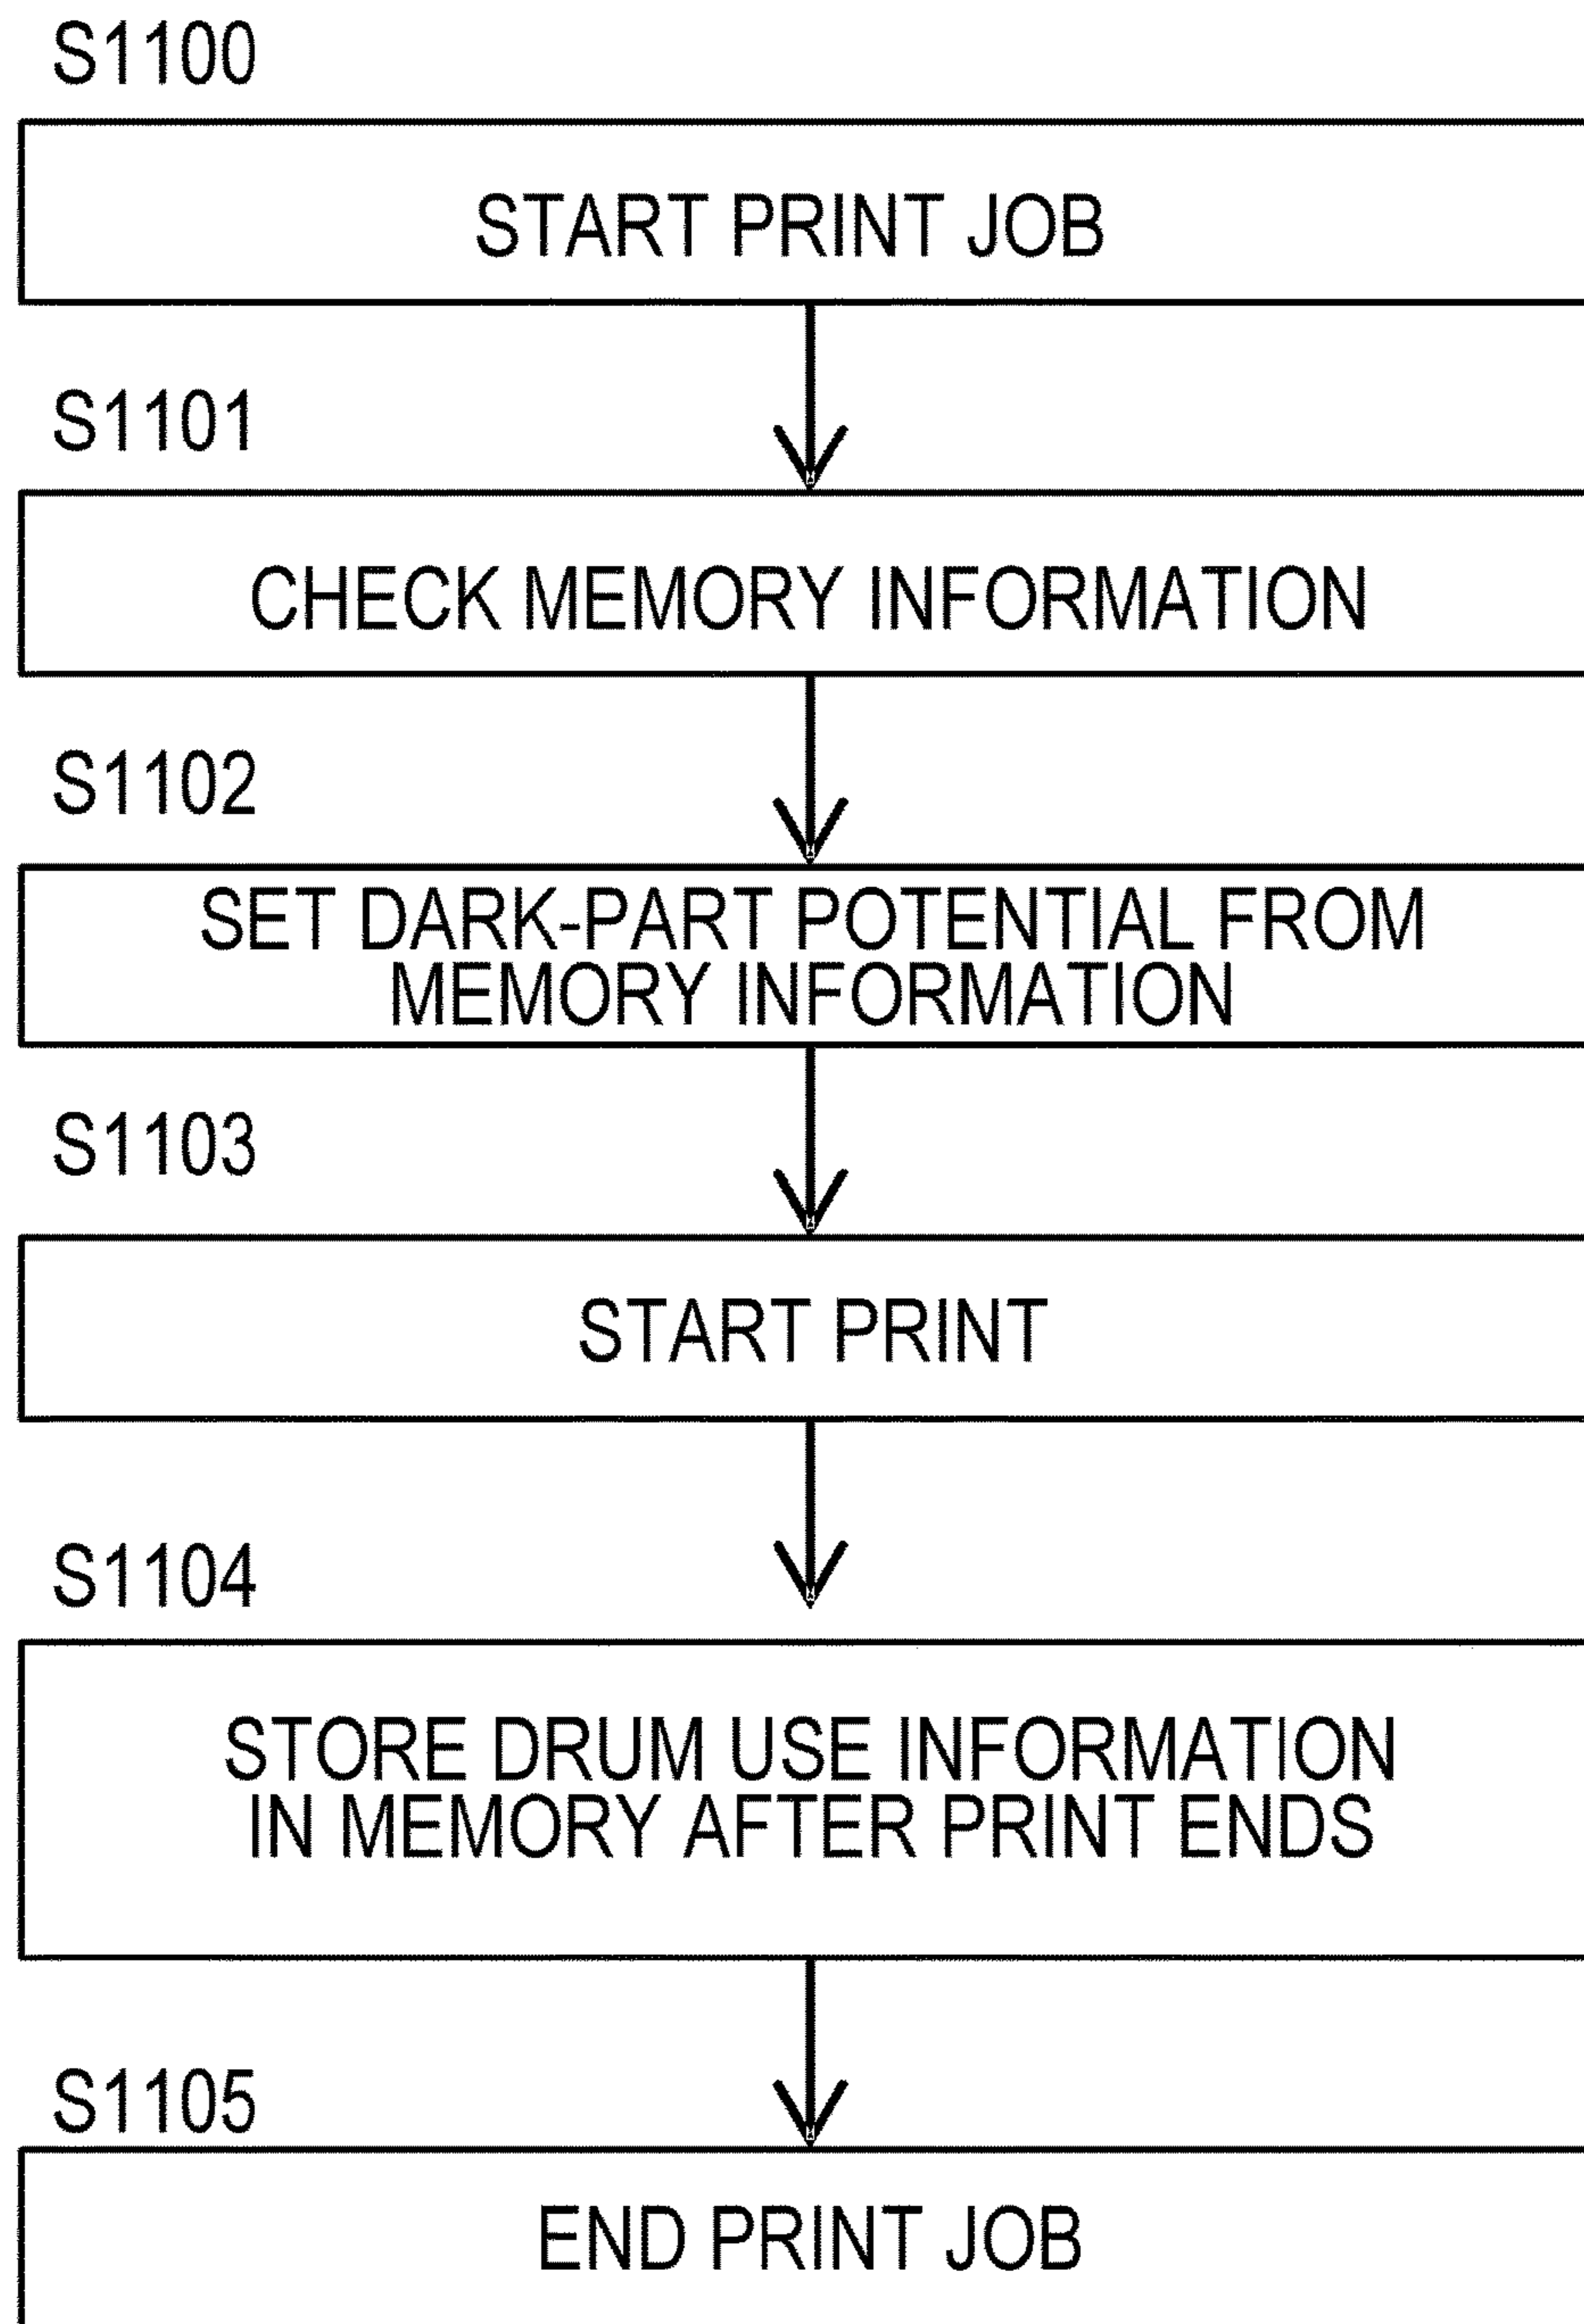 S1100
START PRINT JOB
S1101
CHECK MEMORY INFORMATION
S1102
SET DARK-PART POTENTIAL FROM
MEMORY INFORMATION
S1103
START PRINT
S1104
STORE DRUM USE INFORMATION
IN MEMORY AFTER PRINT ENDS
S1105
END PRINT JOB